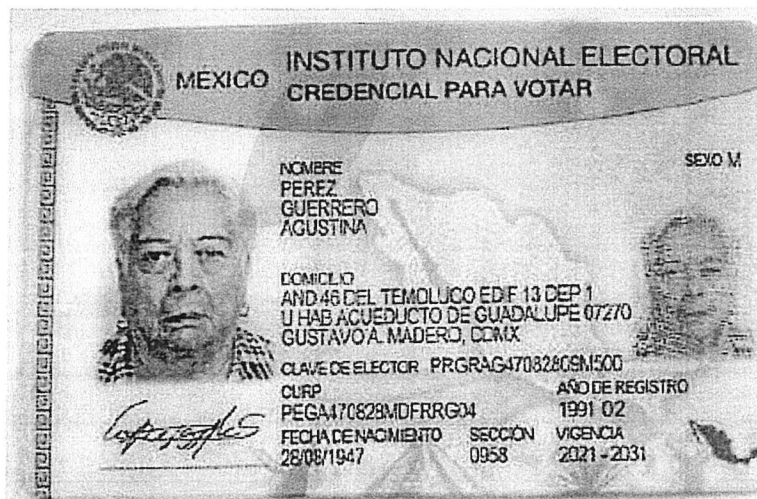 MÉXICO INSTITUTO NACIONAL ELECTORAL
CREDENCIAL PARA VOTAR
NOMBRE SEXO M
PEREZ
GUERRERO
AGUSTINA
DOMICILIO
AND 46 DEL TEMOLUCO EDIF 13 DEP 1
U HAB ACUEDUCTO DE GUADALUPE 07270
GUSTAVO A. MADERO, CDMX
CLAVE DE ELECTOR PRGRAG47082809M500
CURP AÑO DE REGISTRO
PEGA470828MDFRRG04 1991 02
FECHA DE NACIMIENTO SECCIÓN VIGENCIA
28/08/1947 0958 2021 - 2031